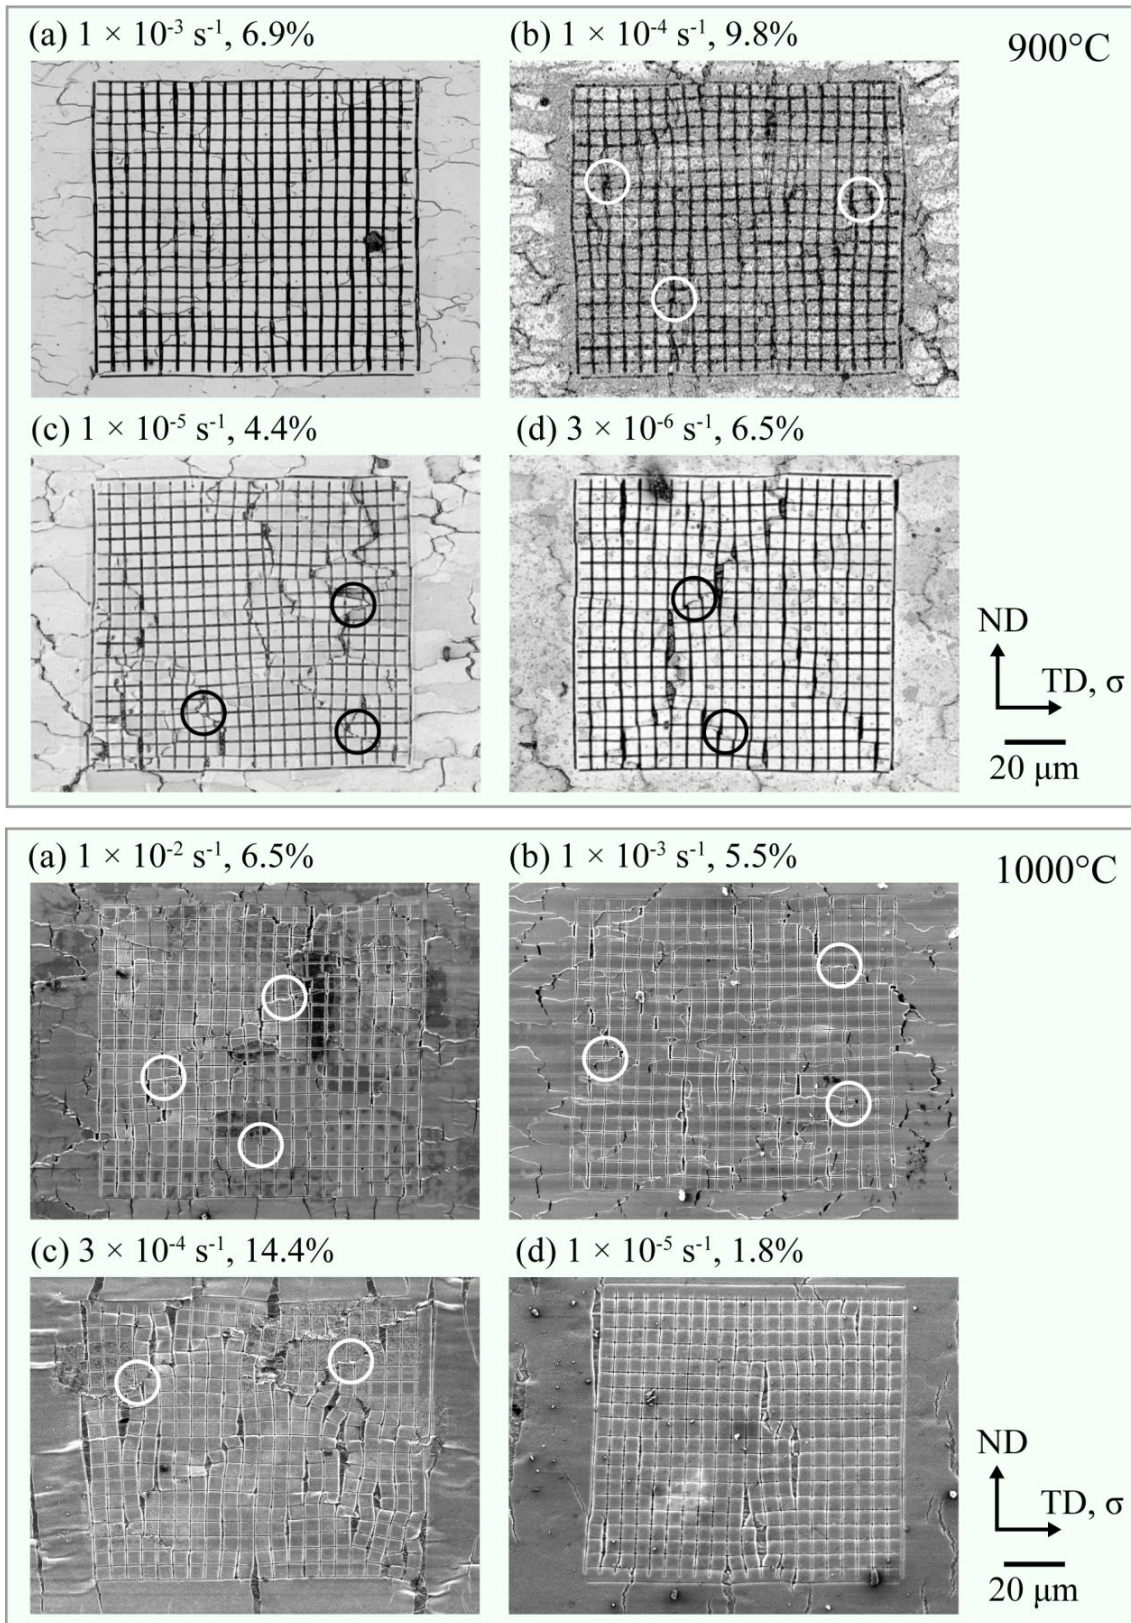 (a) 1 × 10⁻³ s⁻¹, 6.9%
(b) 1 × 10⁻⁴ s⁻¹, 9.8%
900°C
(c) 1 × 10⁻⁵ s⁻¹, 4.4%
(d) 3 × 10⁻⁶ s⁻¹, 6.5%
ND
TD, σ
20 μm
(a) 1 × 10⁻² s⁻¹, 6.5%
(b) 1 × 10⁻³ s⁻¹, 5.5%
1000°C
(c) 3 × 10⁻⁴ s⁻¹, 14.4%
(d) 1 × 10⁻⁵ s⁻¹, 1.8%
ND
TD, σ
20 μm